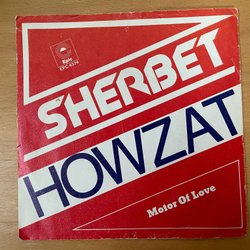 Epic
EPC 4574
SHERBET
HOWZAT
Motor Of Love